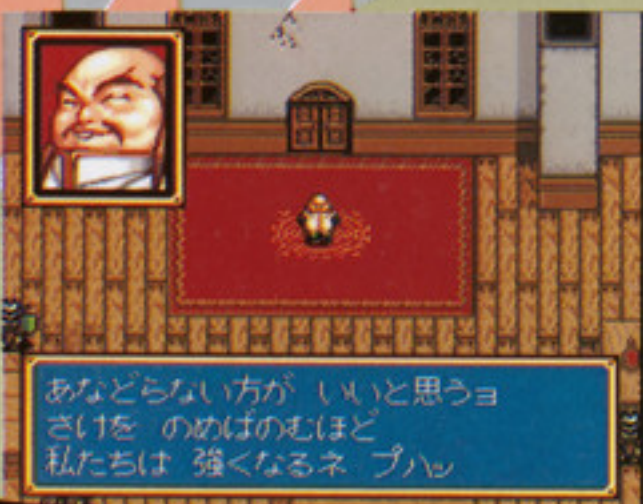 あなどらない方が いいと思うョ
さけを のめばのむほど
私たちは 強くなるネ プハッ